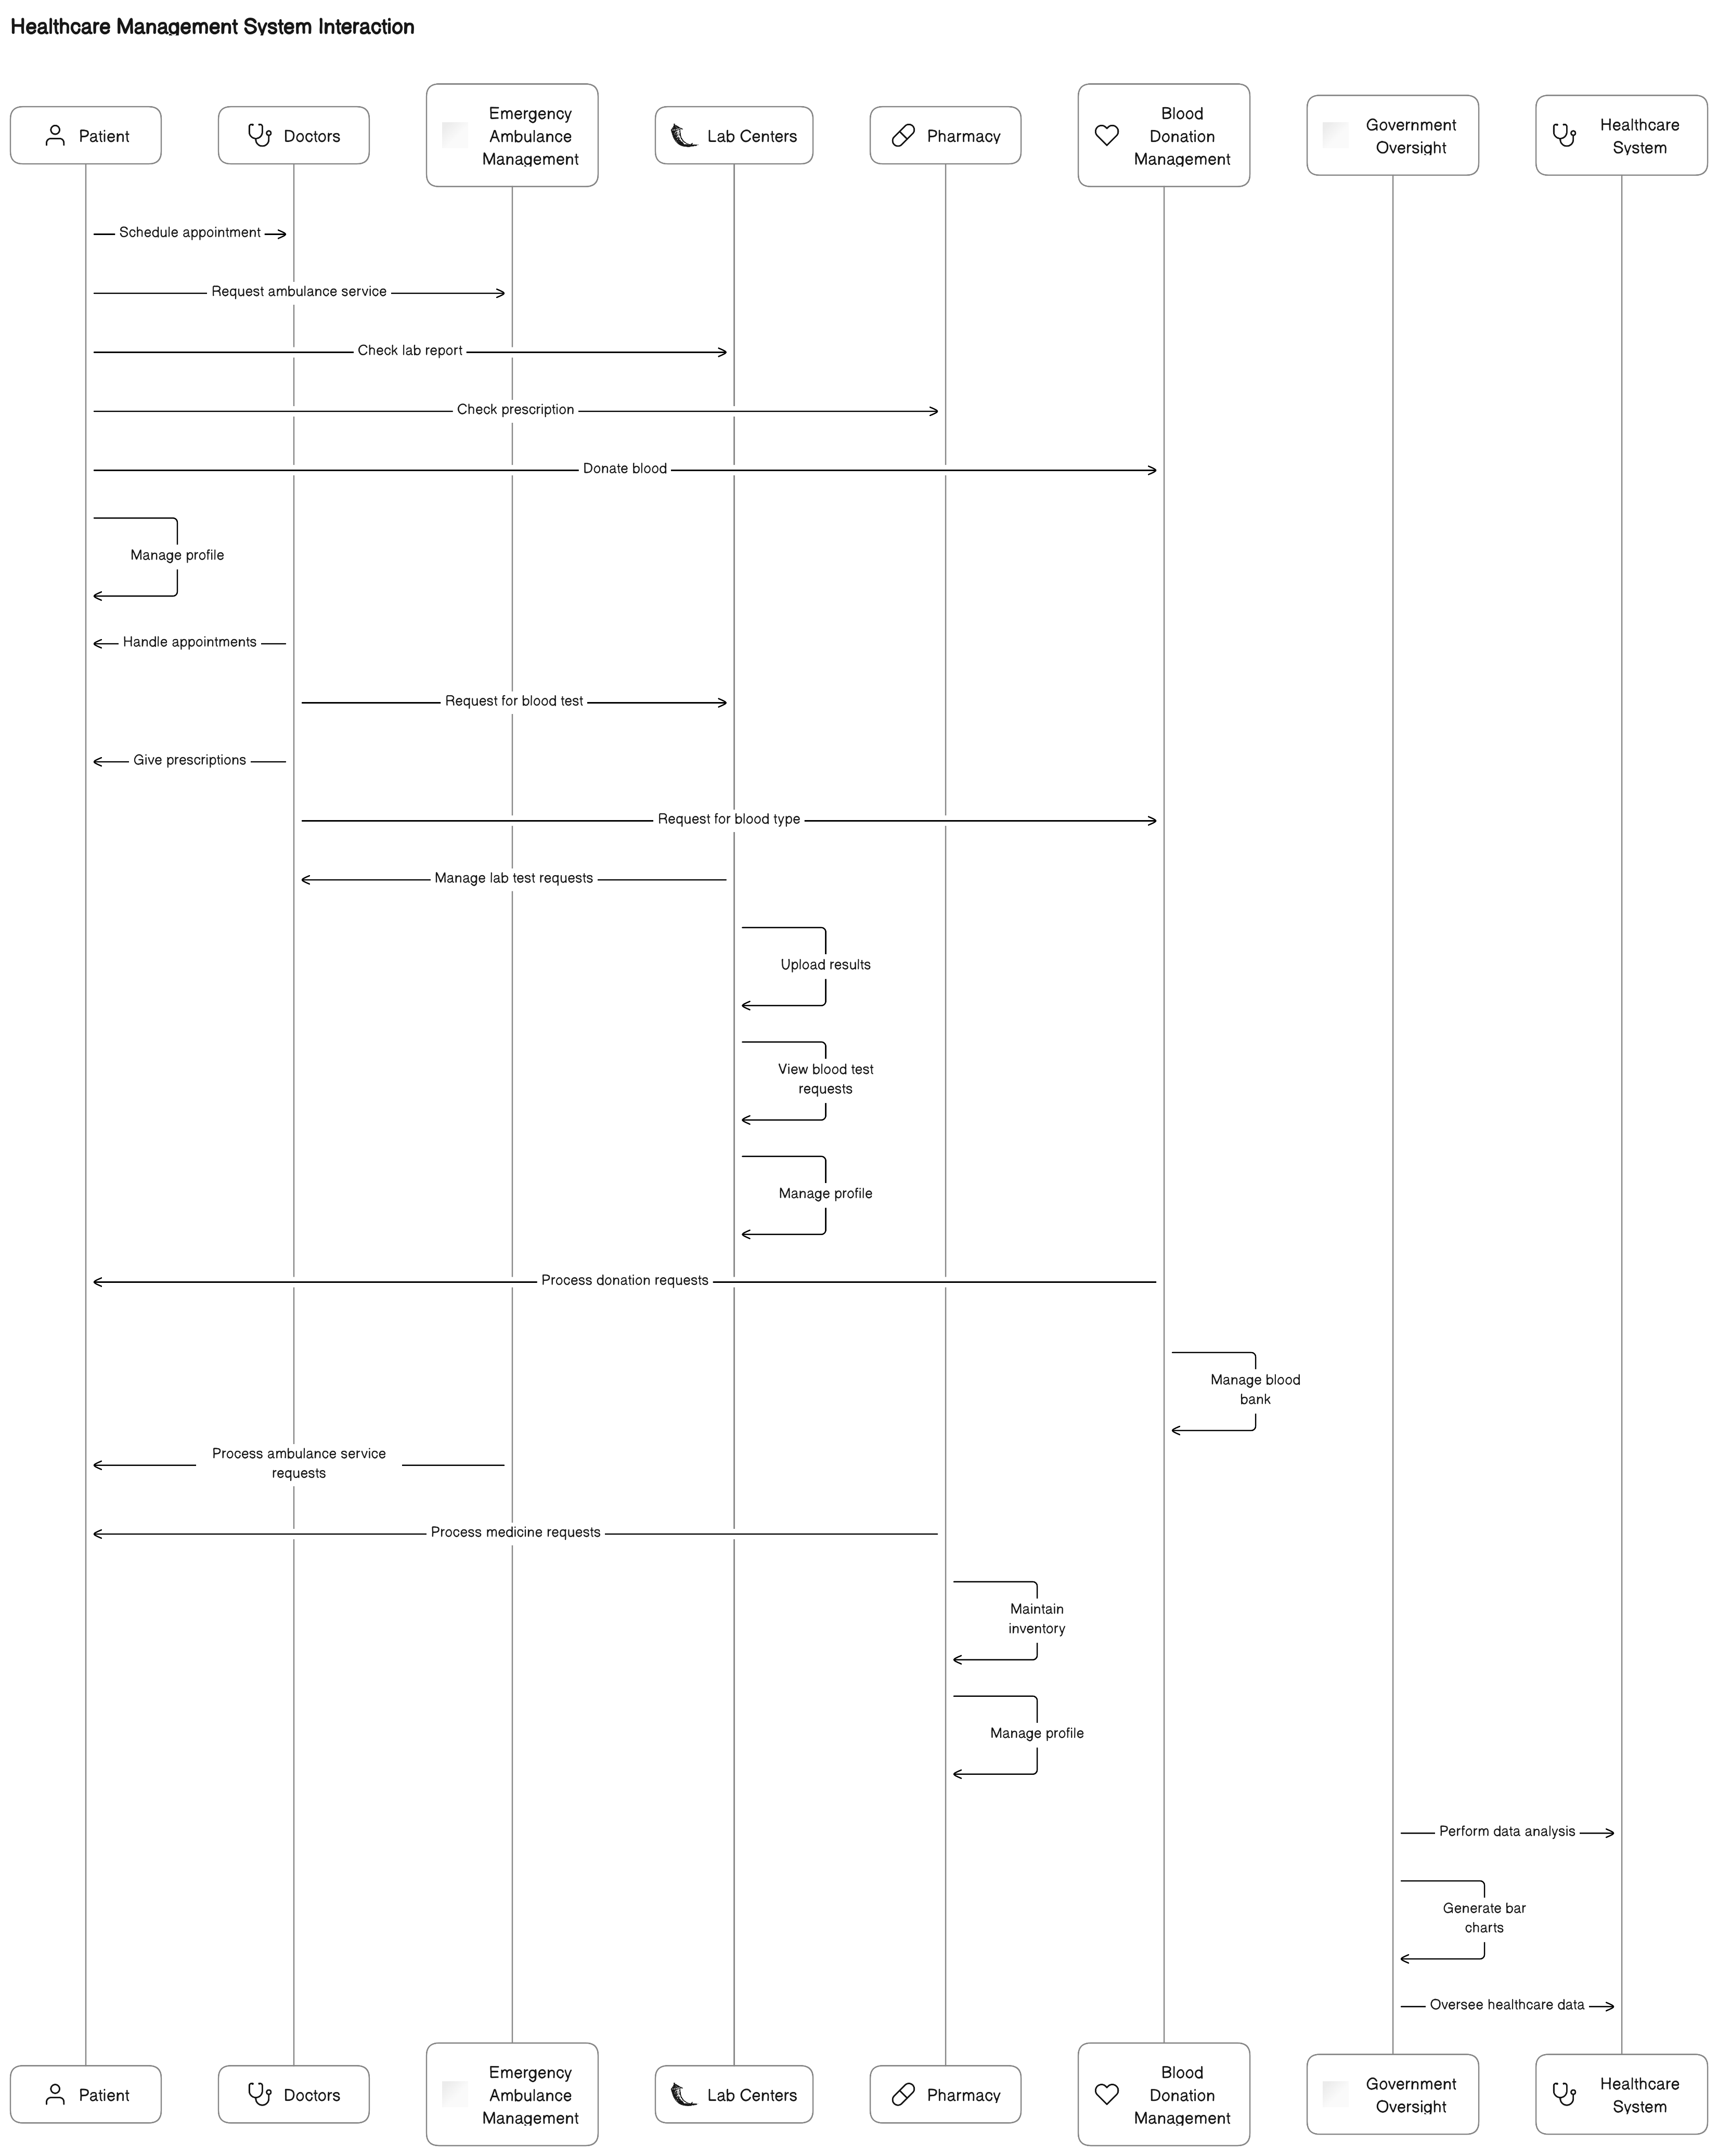 Healthcare Management System Interaction
Patient
Doctors
Emergency
Ambulance
Management
Lab Centers
Pharmacy
Blood
Donation
Management
Government
Oversight
Healthcare
System
Schedule appointment
Request ambulance service
Check lab report
Check prescription
Donate blood
Manage profile
Handle appointments
Request for blood test
Give prescriptions
Request for blood type
Manage lab test requests
Upload results
View blood test
requests
Manage profile
Process donation requests
Manage blood
bank
Process ambulance service
requests
Process medicine requests
Maintain
inventory
Manage profile
Perform data analysis
Generate bar
charts
Oversee healthcare data
Patient
Doctors
Emergency
Ambulance
Management
Lab Centers
Pharmacy
Blood
Donation
Management
Government
Oversight
Healthcare
System